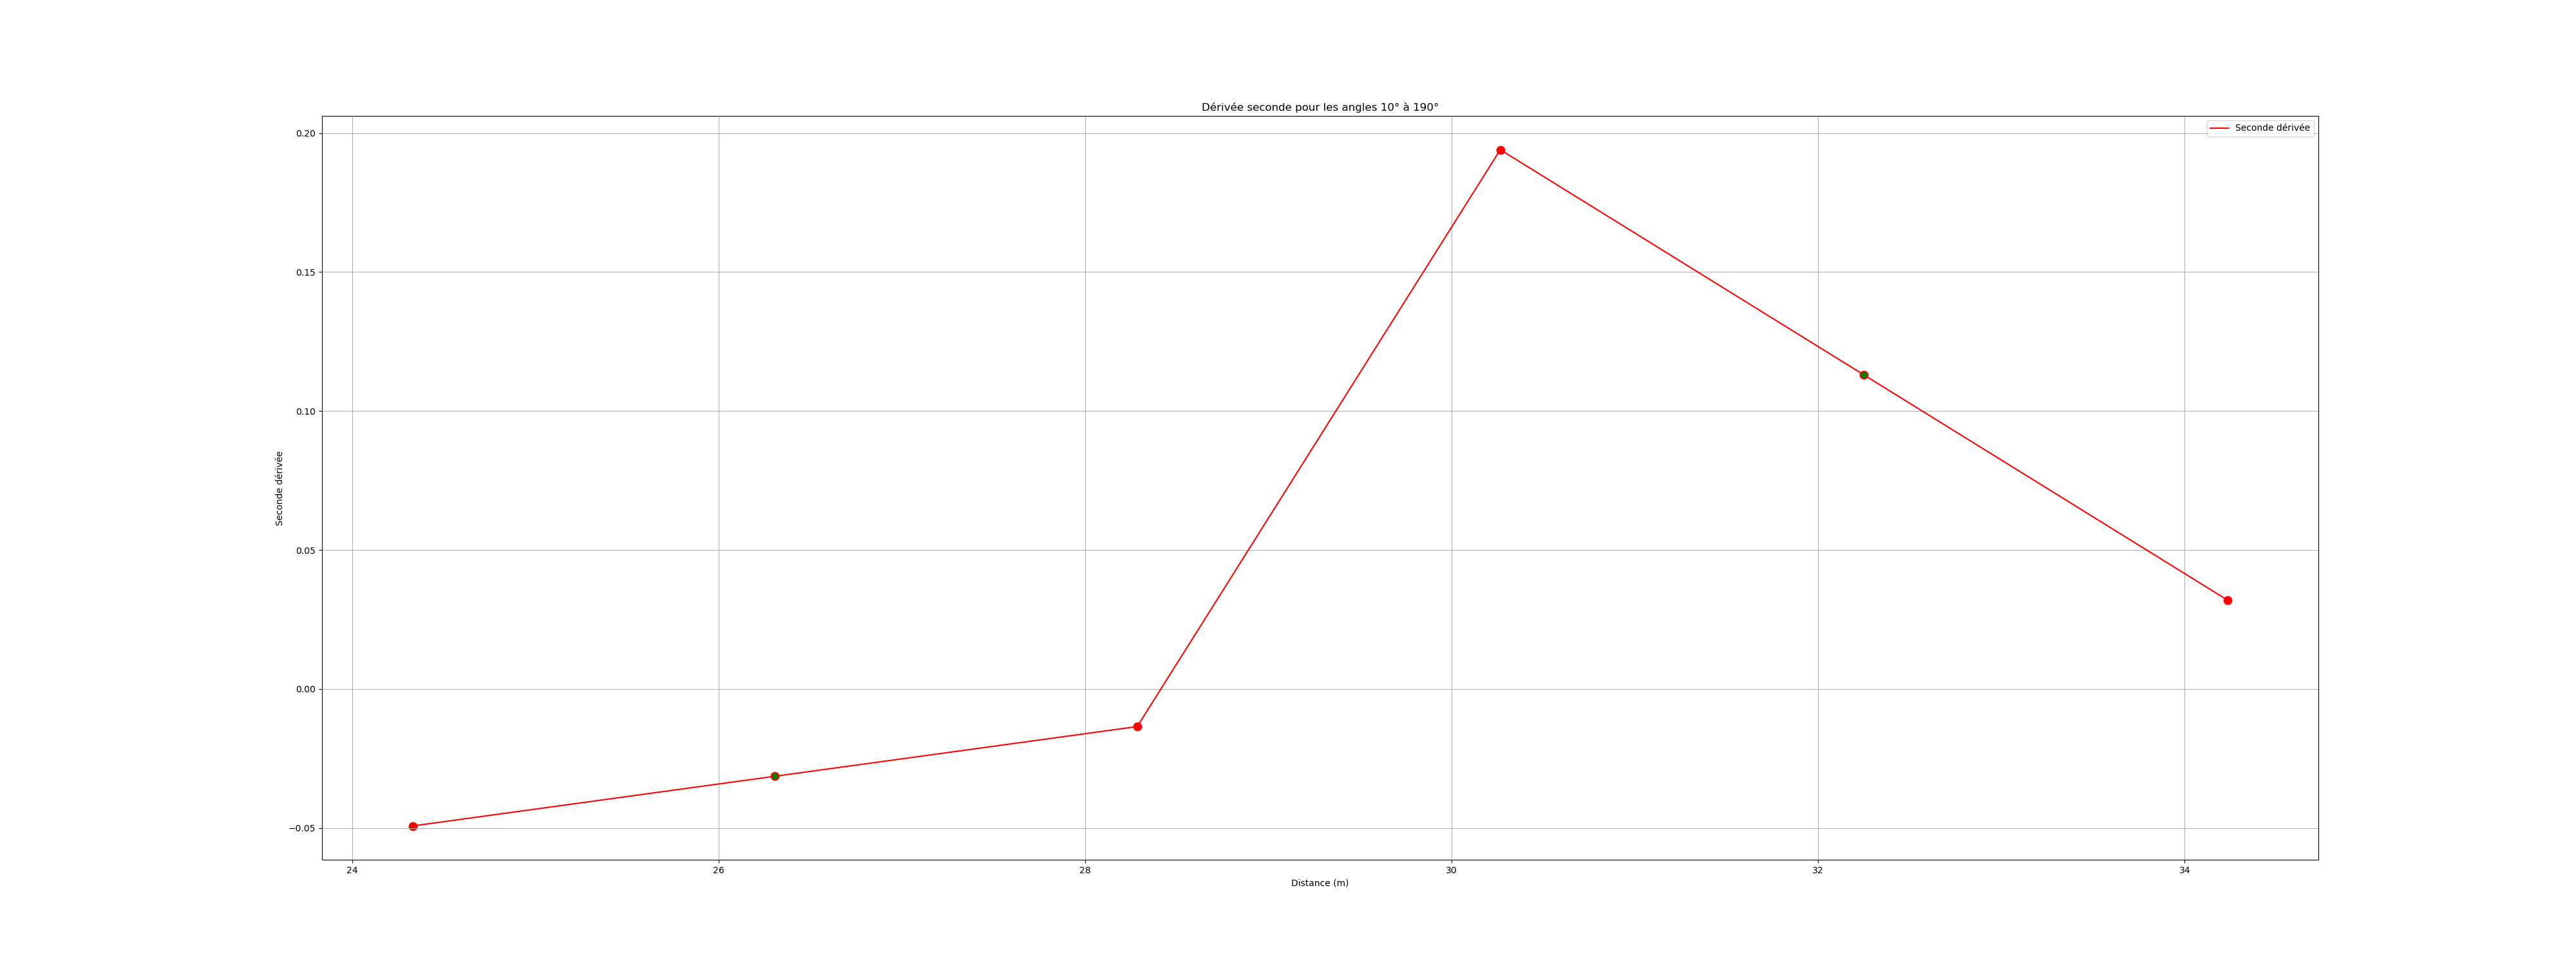 Dérivée seconde pour les angles 10° à 190°
Seconde dérivée
0.20
0.15
0.10
0.05
0.00
−0.05
Seconde dérivée
24 26 28 30 32 34
Distance (m)